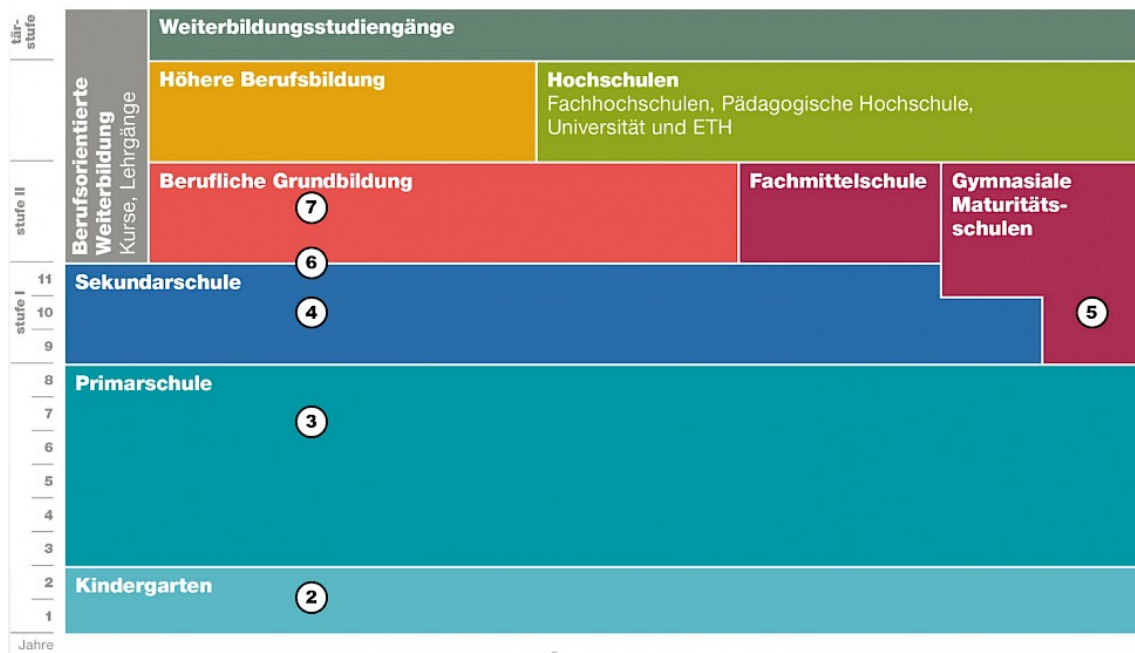 tär-
stufe
Weiterbildungsstudiengänge
Berufsorientierte
Weiterbildung
Kurse, Lehrgänge
Höhere Berufsbildung
Hochschulen
Fachhochschulen, Pädagogische Hochschule,
Universität und ETH
stufe II
Berufliche Grundbildung
7
Fachmittelschule
Gymnasiale
Maturitäts-
schulen
6
stufe I
11
Sekundarschule
10
4
5
9
8
Primarschule
7
3
6
5
4
3
2
Kindergarten
2
1
Jahre